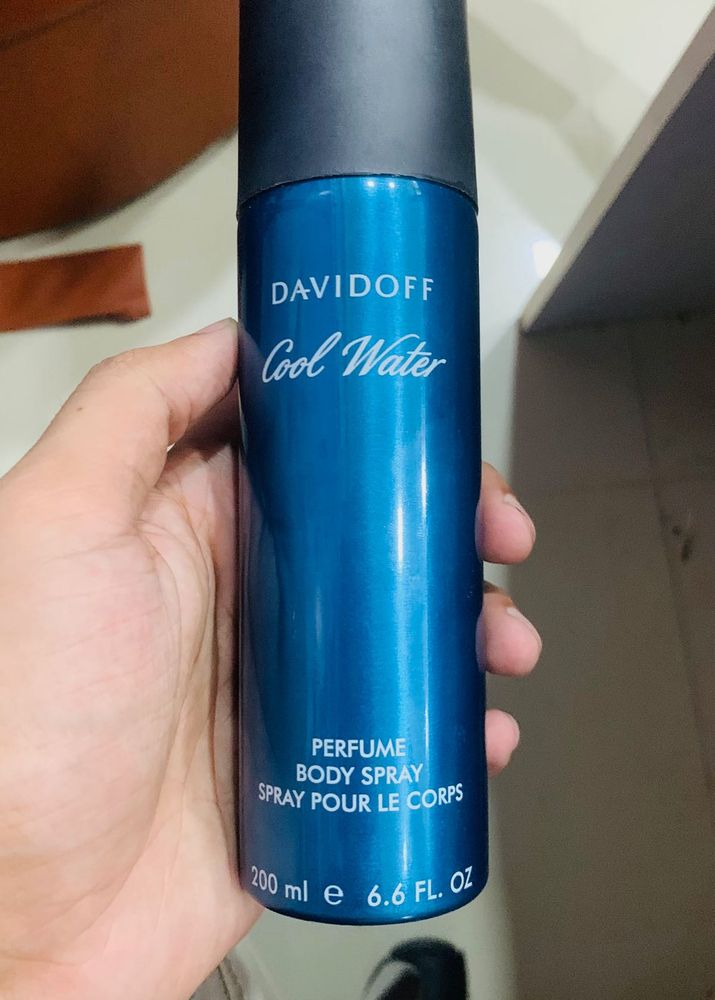 DAVIDOFF
Cool Water
PERFUME
BODY SPRAY
SPRAY POUR LE CORPS
200 ml e 6.6 FL. OZ